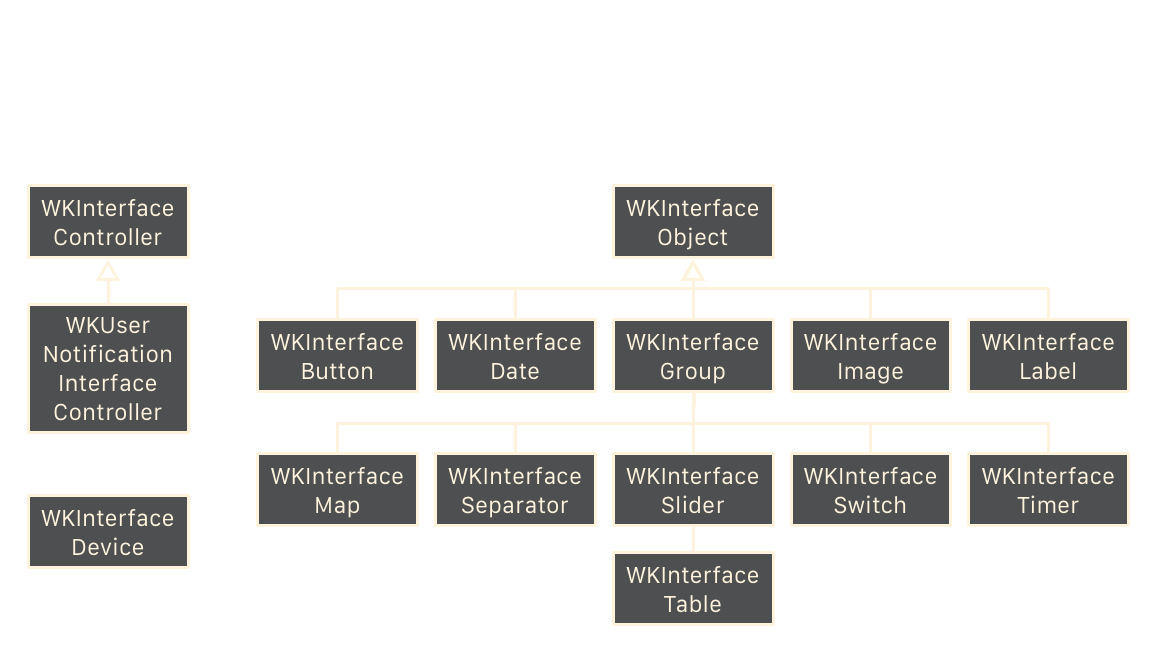 WKInterface
Controller
WKUser
Notification
Interface
Controller
WKInterface
Device
WKInterface
Object
WKInterface
Button
WKInterface
Date
WKInterface
Group
WKInterface
Image
WKInterface
Label
WKInterface
Map
WKInterface
Separator
WKInterface
Slider
WKInterface
Switch
WKInterface
Timer
WKInterface
Table